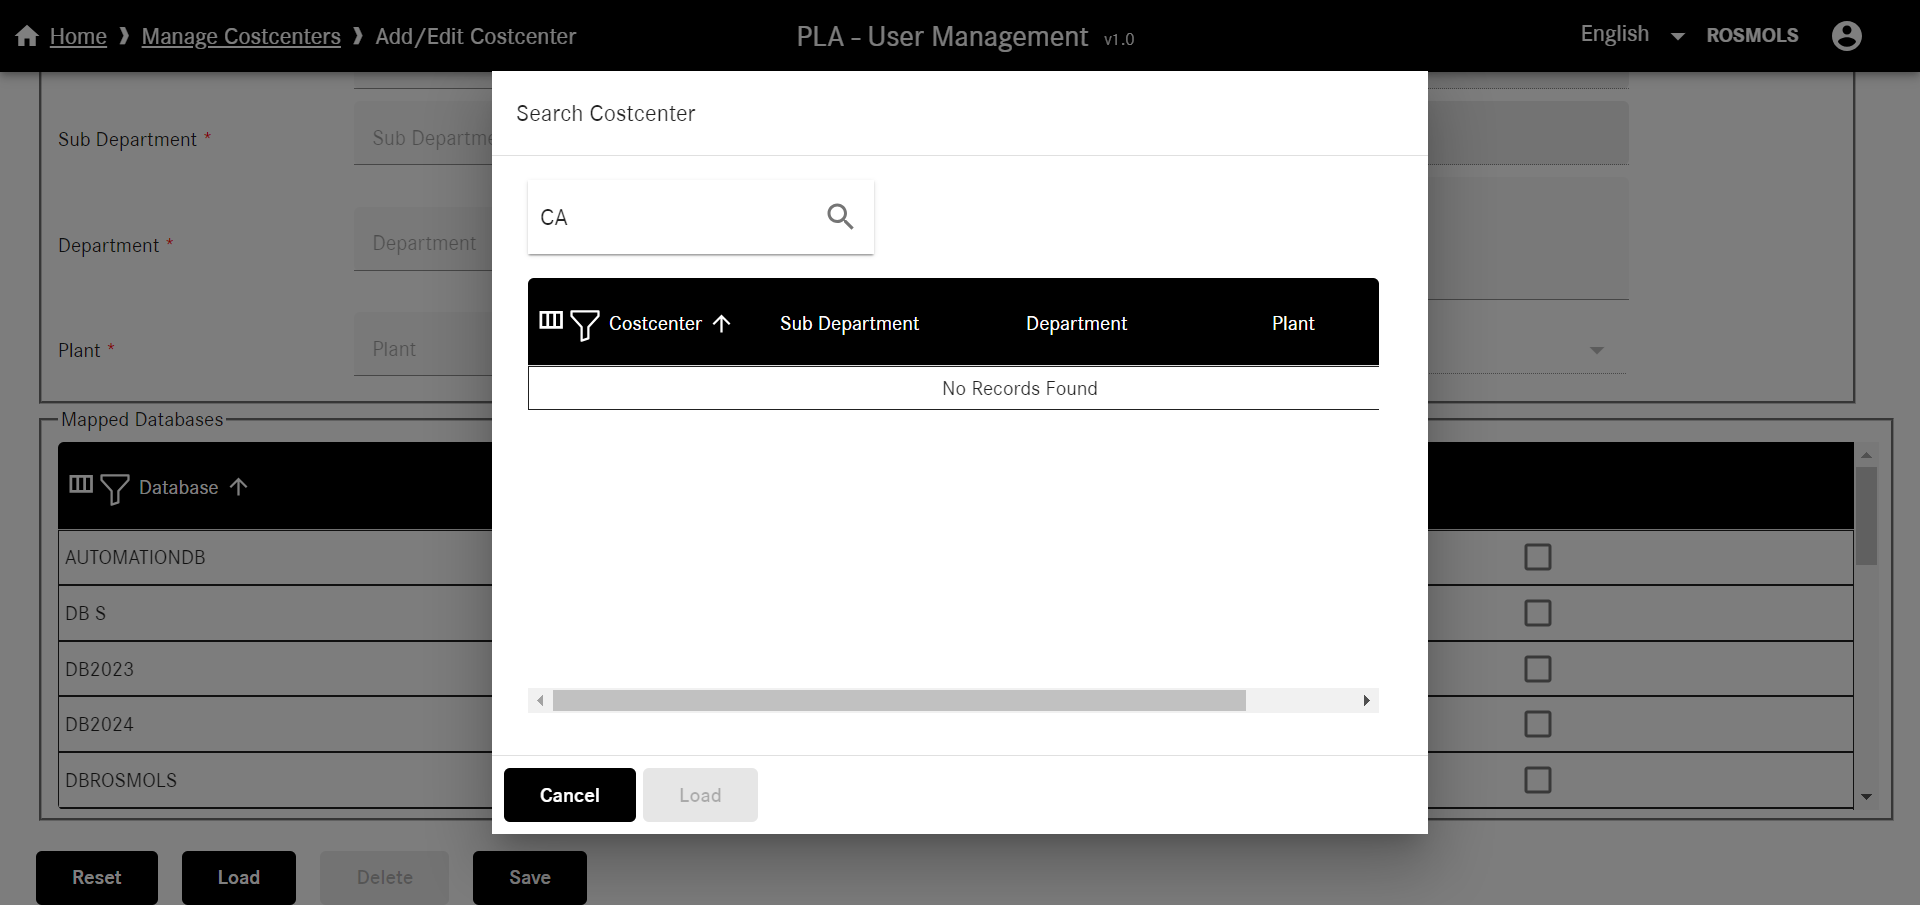 Home ❱ Manage Costcenters ❱ Add/Edit Costcenter
PLA - User Management v1.0
English
ROSMOLS
Search Costcenter
CA
Costcenter
Sub Department
Department
Plant
No Records Found
Cancel
Load
Sub Department *
Sub Departme
Department *
Department
Plant *
Plant
Mapped Databases
Database
AUTOMATIONDB
DB S
DB2023
DB2024
DBROSMOLS
Reset
Load
Delete
Save